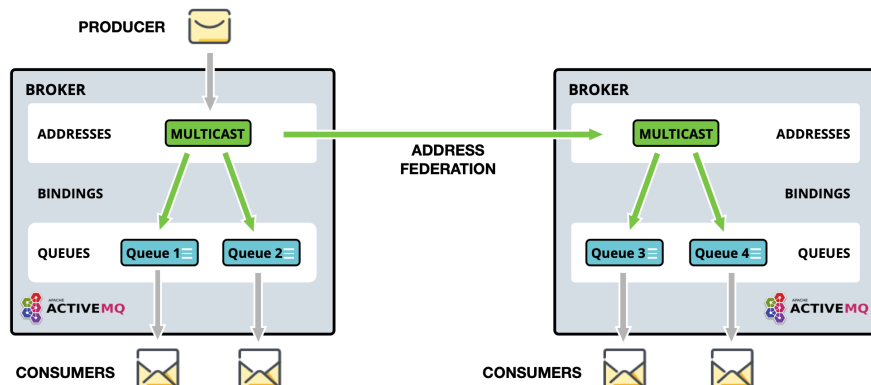 PRODUCER
BROKER
ADDRESSES
MULTICAST
BINDINGS
QUEUES
Queue 1
Queue 2
APACHE
ACTIVEMQ
CONSUMERS
ADDRESS
FEDERATION
BROKER
MULTICAST
ADDRESSES
BINDINGS
Queue 3
Queue 4
QUEUES
APACHE
ACTIVEMQ
CONSUMERS